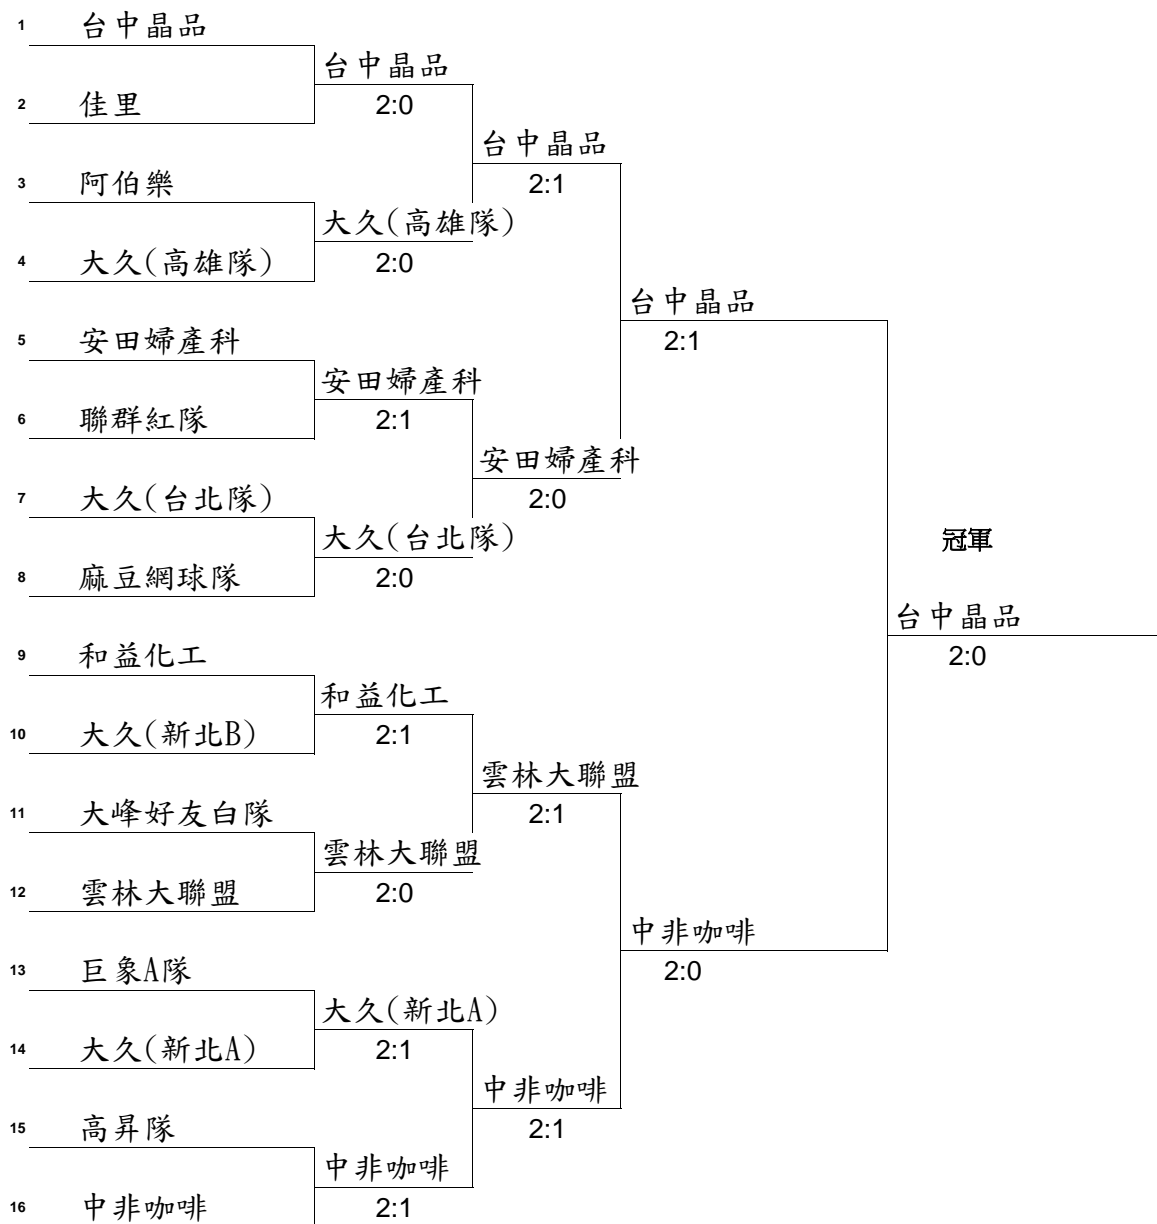 1 台中晶品
台中晶品
2 佳里 2:0
台中晶品
3 阿伯樂 2:1
大久(高雄隊)
4 大久(高雄隊) 2:0
台中晶品
5 安田婦產科 2:1
安田婦產科
6 聯群紅隊 2:1
安田婦產科
7 大久(台北隊) 2:0
大久(台北隊) 冠軍
8 麻豆網球隊 2:0
台中晶品
9 和益化工 2:0
和益化工
10 大久(新北B) 2:1
雲林大聯盟
11 大峰好友白隊 2:1
雲林大聯盟
12 雲林大聯盟 2:0
中非咖啡
13 巨象A隊 2:0
大久(新北A)
14 大久(新北A) 2:1
中非咖啡
15 高昇隊 2:1
中非咖啡
16 中非咖啡 2:1